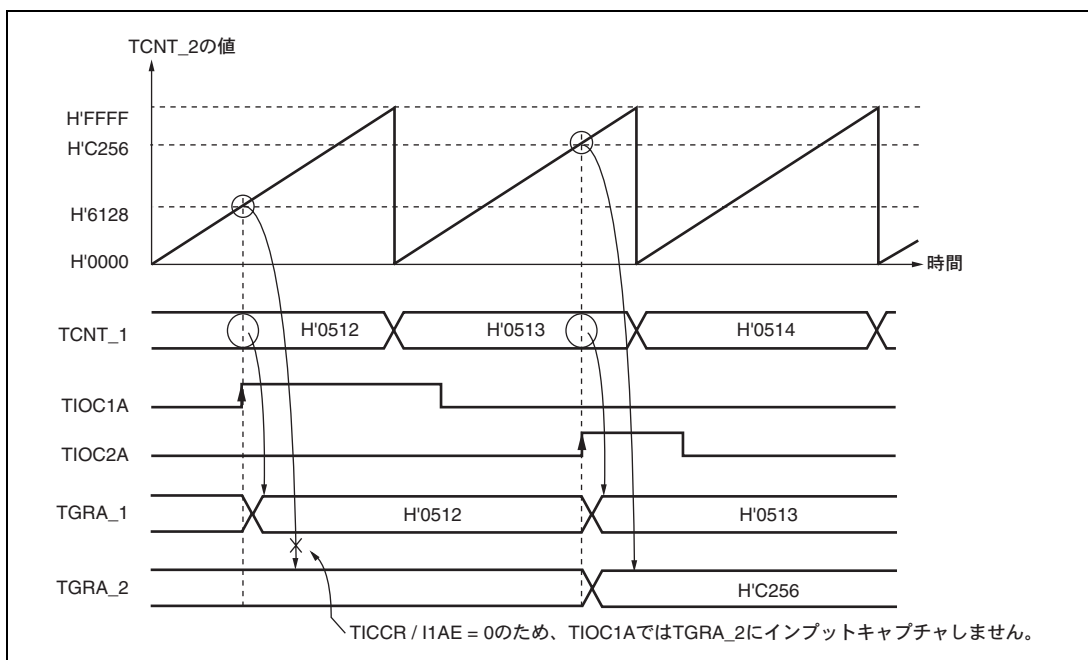 TCNT_2の値
H'FFFF
H'C256
H'6128
H'0000
時間
TCNT_1
H'0512
H'0513
H'0514
TIOC1A
TIOC2A
TGRA_1
H'0512
H'0513
TGRA_2
H'C256
TICCR / I1AE = 0のため、TIOC1AではTGRA_2にインプットキャプチャしません。